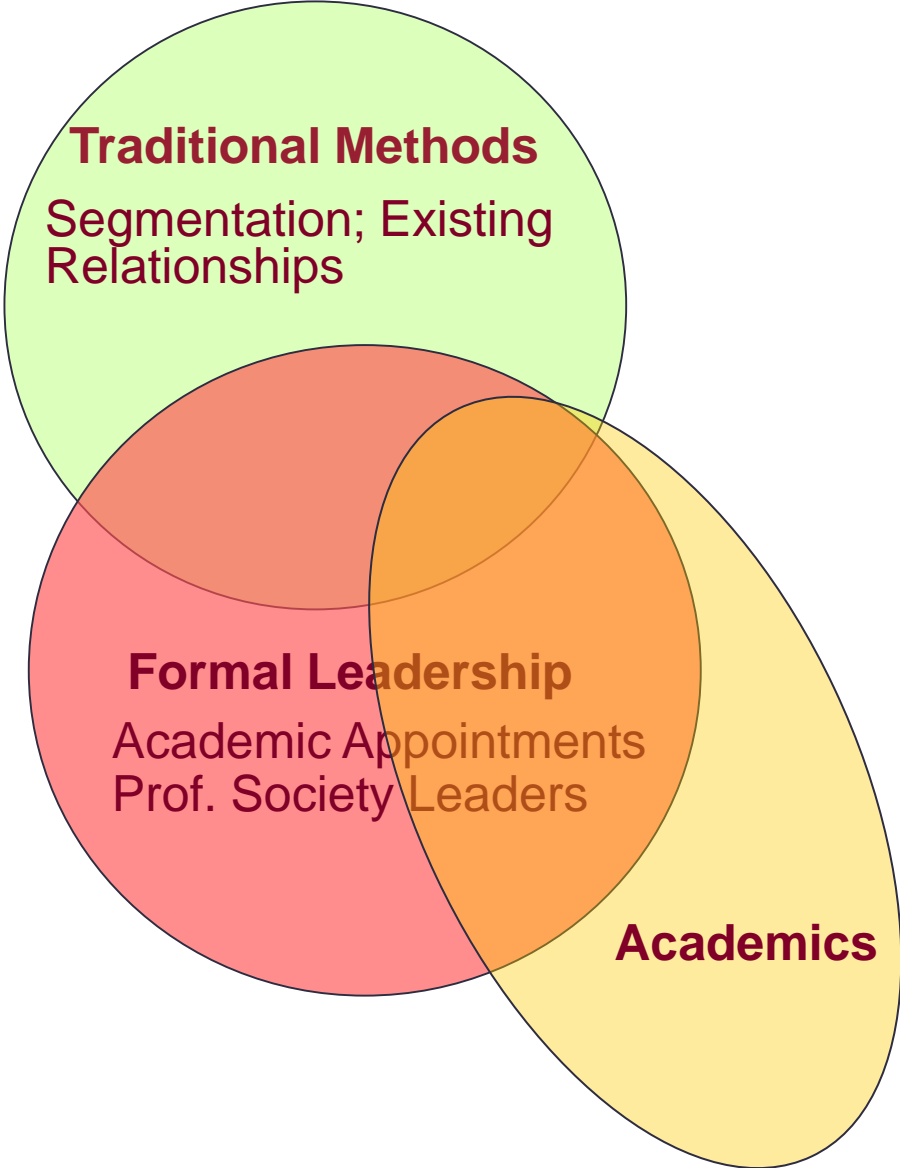 Traditional Methods
Segmentation; Existing
Relationships
Formal Leadership
Academic Appointments
Prof. Society Leaders
Academics